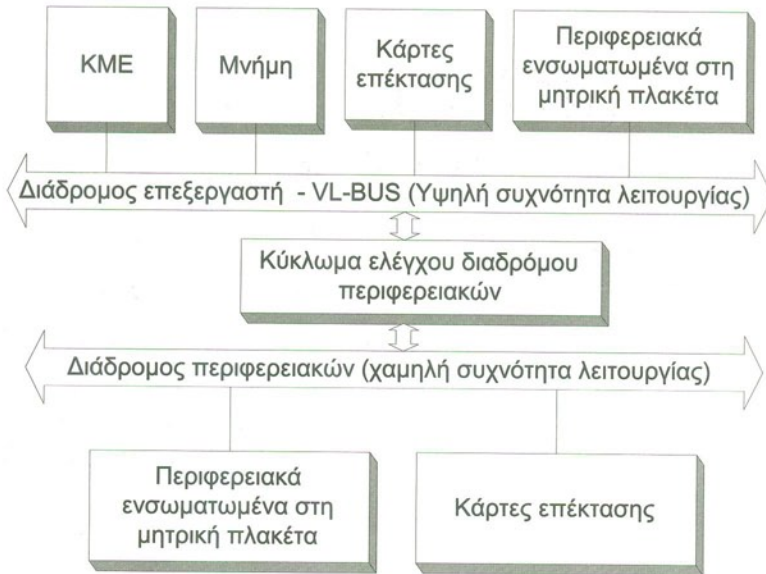 ΚΜΕ
Μνήμη
Κάρτες
επέκτασης
Περιφερειακά
ενσωματωμένα στη
μητρική πλακέτα
Διάδρομος επεξεργαστή - VL-BUS (Υψηλή συχνότητα λειτουργίας)
Κύκλωμα ελέγχου διαδρόμου
περιφερειακών
Διάδρομος περιφερειακών (χαμηλή συχνότητα λειτουργίας)
Περιφερειακά
ενσωματωμένα στη
μητρική πλακέτα
Κάρτες επέκτασης